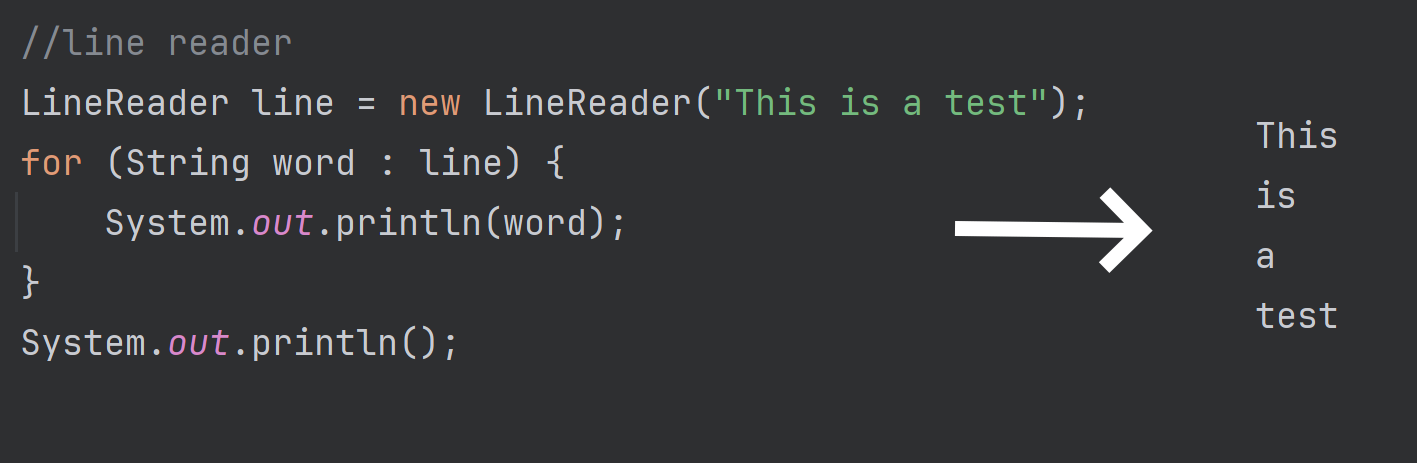 //line reader
LineReader line = new LineReader("This is a test");
for (String word : line) {
    System.out.println(word);
}
System.out.println();
This
is
a
test